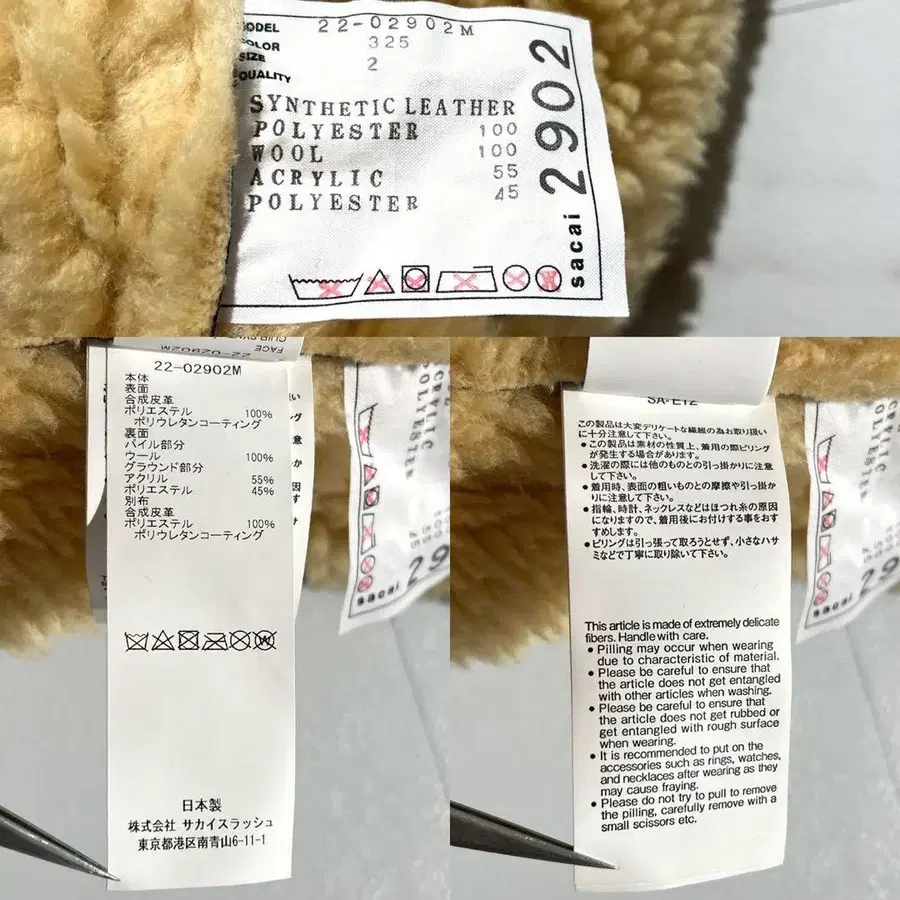 MODEL 22-02902M
COLOR 325
SIZE 2
QUALITY
SYNTHETIC LEATHER
POLYESTER 100
WOOL 100
ACRYLIC 55
POLYESTER 45
sacai 2902
FACE
22-02902M
22-02902M
本体
表面
合成皮革
ポリエステル 100%
ポリウレタンコーティング
裏面
パイル部分
ウール 100%
グラウンド部分
アクリル 55%
ポリエステル 45%
別布
合成皮革
ポリエステル 100%
ポリウレタンコーティング
日本製
株式会社 サカイスラッシュ
東京都港区南青山6-11-1
ACRYLIC
POLYESTER
sacai 29
SA-E12
この製品は大変デリケートな繊維の為お取り扱い
に十分注意して下さい。
● この製品は素材の性質上、着用の際ピリング
が発生する場合があります。
● 洗濯の際には他のものとの引っ掛かりに注意
して下さい。
● 着用時、表面の粗いものとの摩擦や引っ掛か
りに注意して下さい。
● 指輪、時計、ネックレスなどはほつれ糸の原因
になりますので、着用後にお付けする事をおす
すめします。
● ピリングは引っ張って取ろうとせず、小さなハサ
ミなどで丁寧に取り除いて下さい。
This article is made of extremely delicate
fibers. Handle with care.
● Pilling may occur when wearing
due to characteristic of material.
● Please be careful to ensure that
the article does not get entangled
with other articles when washing.
● Please be careful to ensure that
the article does not get rubbed or
get entangled with rough surface
when wearing.
● It is recommended to put on the
accessories such as rings, watches,
and necklaces after wearing as they
may cause fraying.
● Please do not try to pull to remove
the pilling, carefully remove with a
small scissors etc.
CRYLIC
POLYESTER
sacai 290